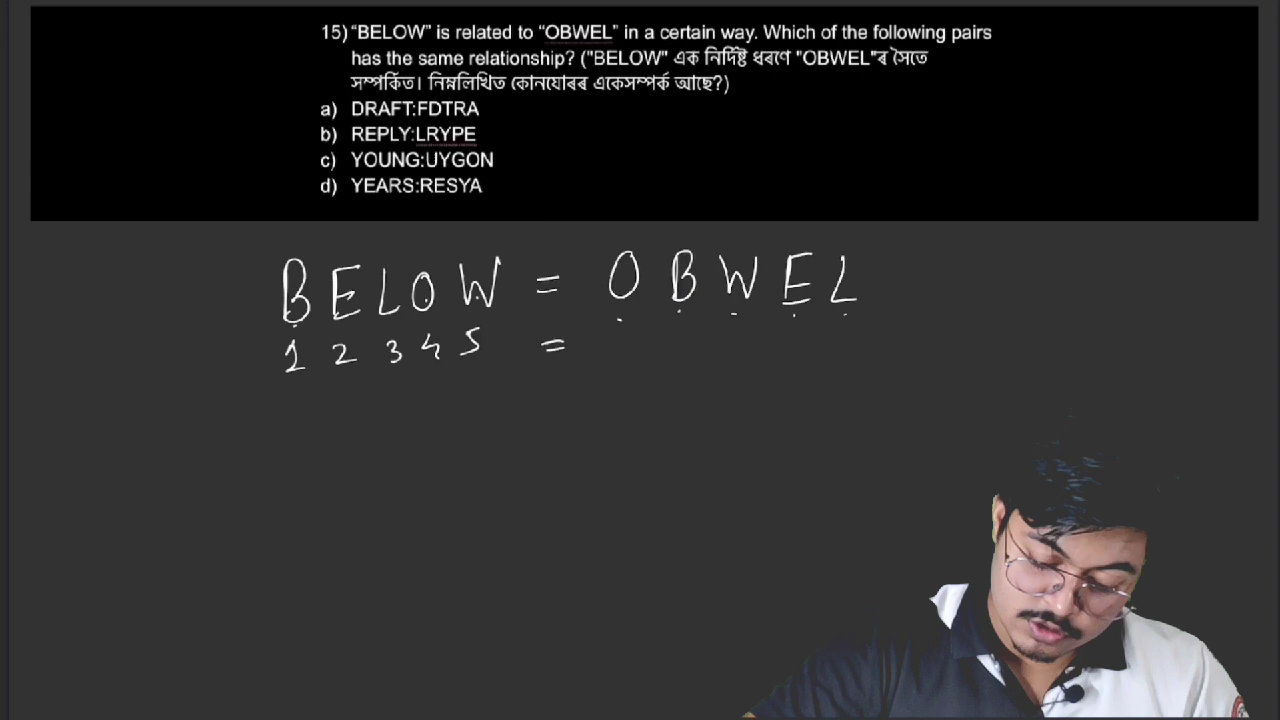 15) “BELOW” is related to “OBWEL” in a certain way. Which of the following pairs
has the same relationship? ("BELOW" এক নিৰ্দিষ্ট ধৰণে "OBWEL"ৰ সৈতে
সম্পৰ্কিত। নিম্নলিখিত কোনযোৰৰ একেসম্পৰ্ক আছে?)
a) DRAFT:FDTRA
b) REPLY:LRYPE
c) YOUNG:UYGON
d) YEARS:RESYA
BELOW = OBWEL
1 2 3 4 5 =